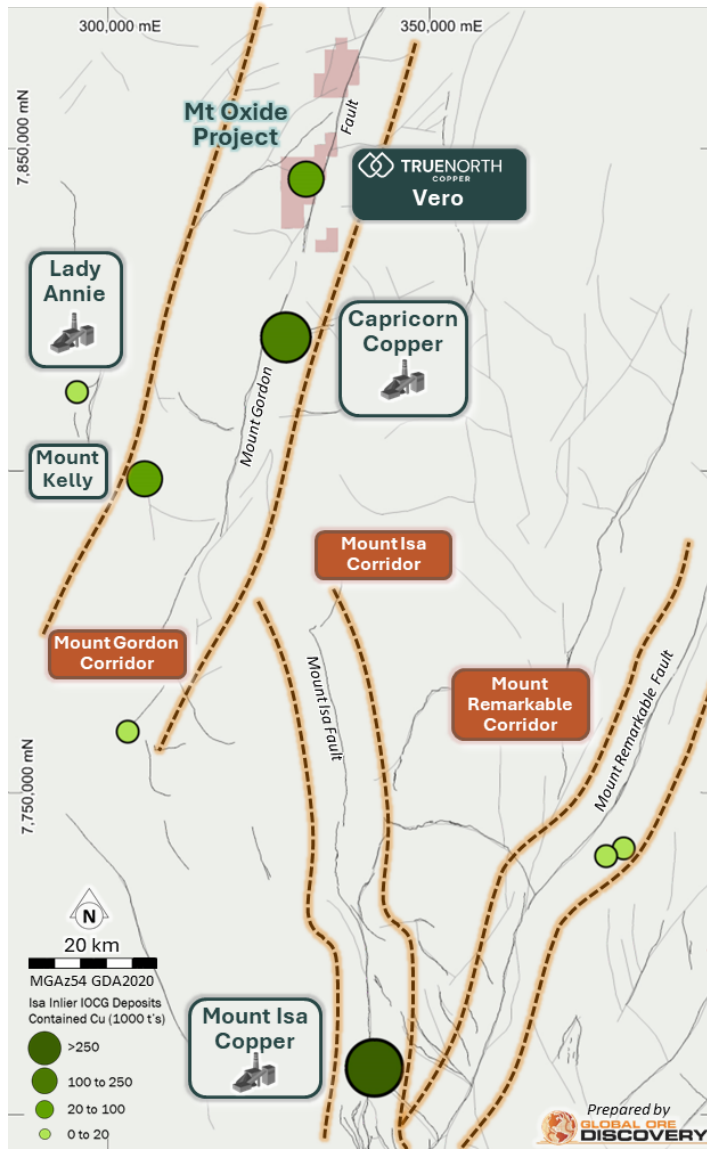 300,000 mE
350,000 mE
7,850,000 mN
Mt Oxide
Project
Fault
TRUENORTH
COPPER
Vero
Lady
Annie
Capricorn
Copper
Mount Gordon
Mount
Kelly
Mount Isa
Corridor
Mount Gordon
Corridor
Mount Isa Fault
Mount
Remarkable
Corridor
Mount Remarkable Fault
7,750,000 mN
N
20 km
MGAz54 GDA2020
Isa Inlier IOCG Deposits
Contained Cu (1000 t's)
>250
100 to 250
20 to 100
0 to 20
Mount Isa
Copper
Prepared by
GLOBAL ORE
DISCOVERY